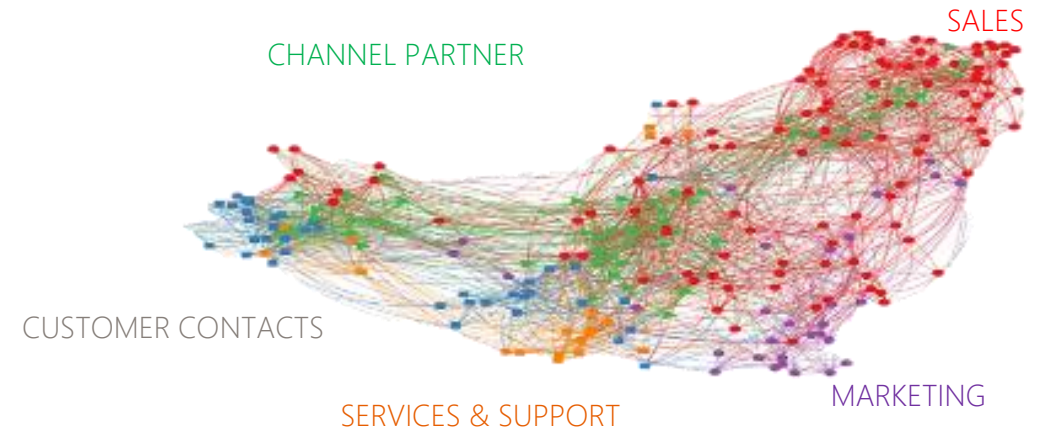 SALES
CHANNEL PARTNER
CUSTOMER CONTACTS
MARKETING
SERVICES & SUPPORT